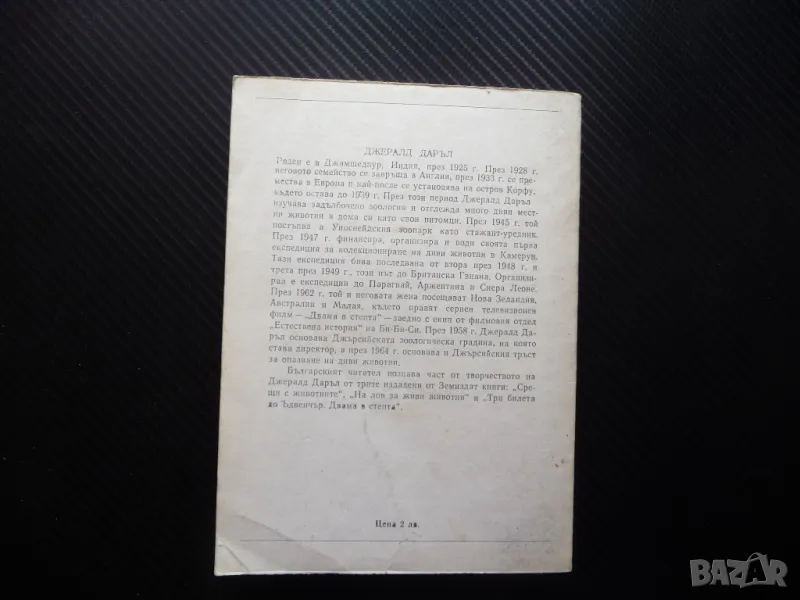 ДЖЕРАЛД ДАРЪЛ
Роден е в Джамшедпур, Индия, през 1925 г. През 1928 г.
неговото семейство се завръща в Англия, през 1933 г. се пре-
мества в Европа и най-после се установява на остров Корфу,
където остава до 1939 г. През този период Джералд Даръл
изучава задълбочено зоология и отглежда много диви мест-
ни животни в дома си като свои питомци. През 1945 г. той
постъпва в Уипснейдския зоопарк като стажант-уредник.
През 1947 г. финансира, организира и води своята първа
експедиция за колекциониране на диви животни в Камерун.
Тази експедиция бива последвана от втора през 1948 г. и
трета през 1949 г., този път до Британска Гвиана. Организи-
рал е експедиции до Парагвай, Аржентина и Сиера Леоне.
През 1962 г. той и неговата жена посещават Нова Зеландия,
Австралия и Малая, където правят сериен телевизионен
филм — „Двама в степта" — заедно с екип от филмовия отдел
„Естествена история" на Би-Би-Си. През 1958 г. Джералд Да-
ръл основава Джърсийската зоологическа градина, на която
става директор, а през 1964 г. основава и Джърсийския тръст
за опазване на диви животни.
Българският читател познава част от творчеството на
Джералд Даръл от трите издадени от Земиздат книги: „Сре-
щи с животните", „На лов за живи животни" и „Три билета
до Ъдвенчър. Двама в степта".
Цена 2 лв.
BAZAR